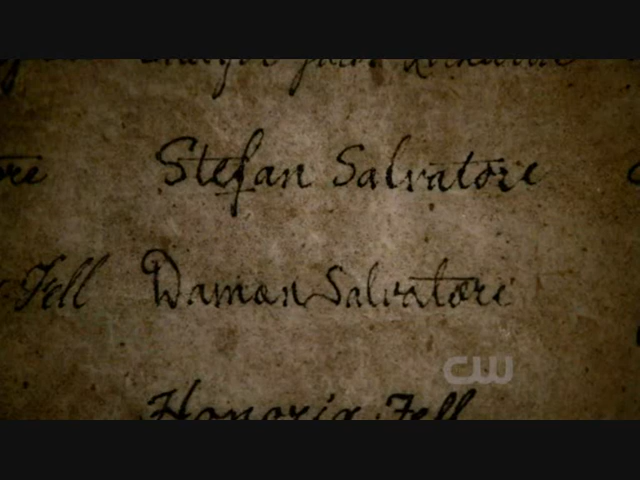 Stefan Salvatore
Fell Damon Salvatore
CW
Honoria Fell